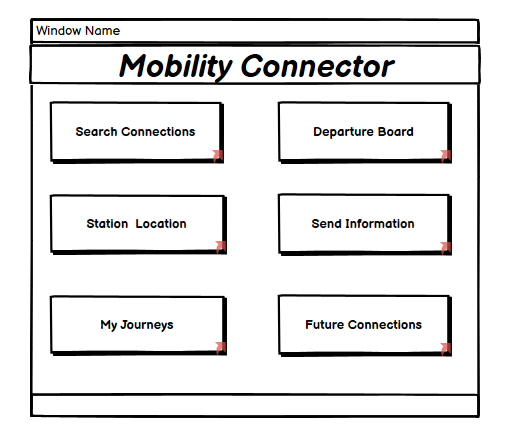 Window Name
Mobility Connector
Search Connections
Departure Board
Station Location
Send Information
My Journeys
Future Connections